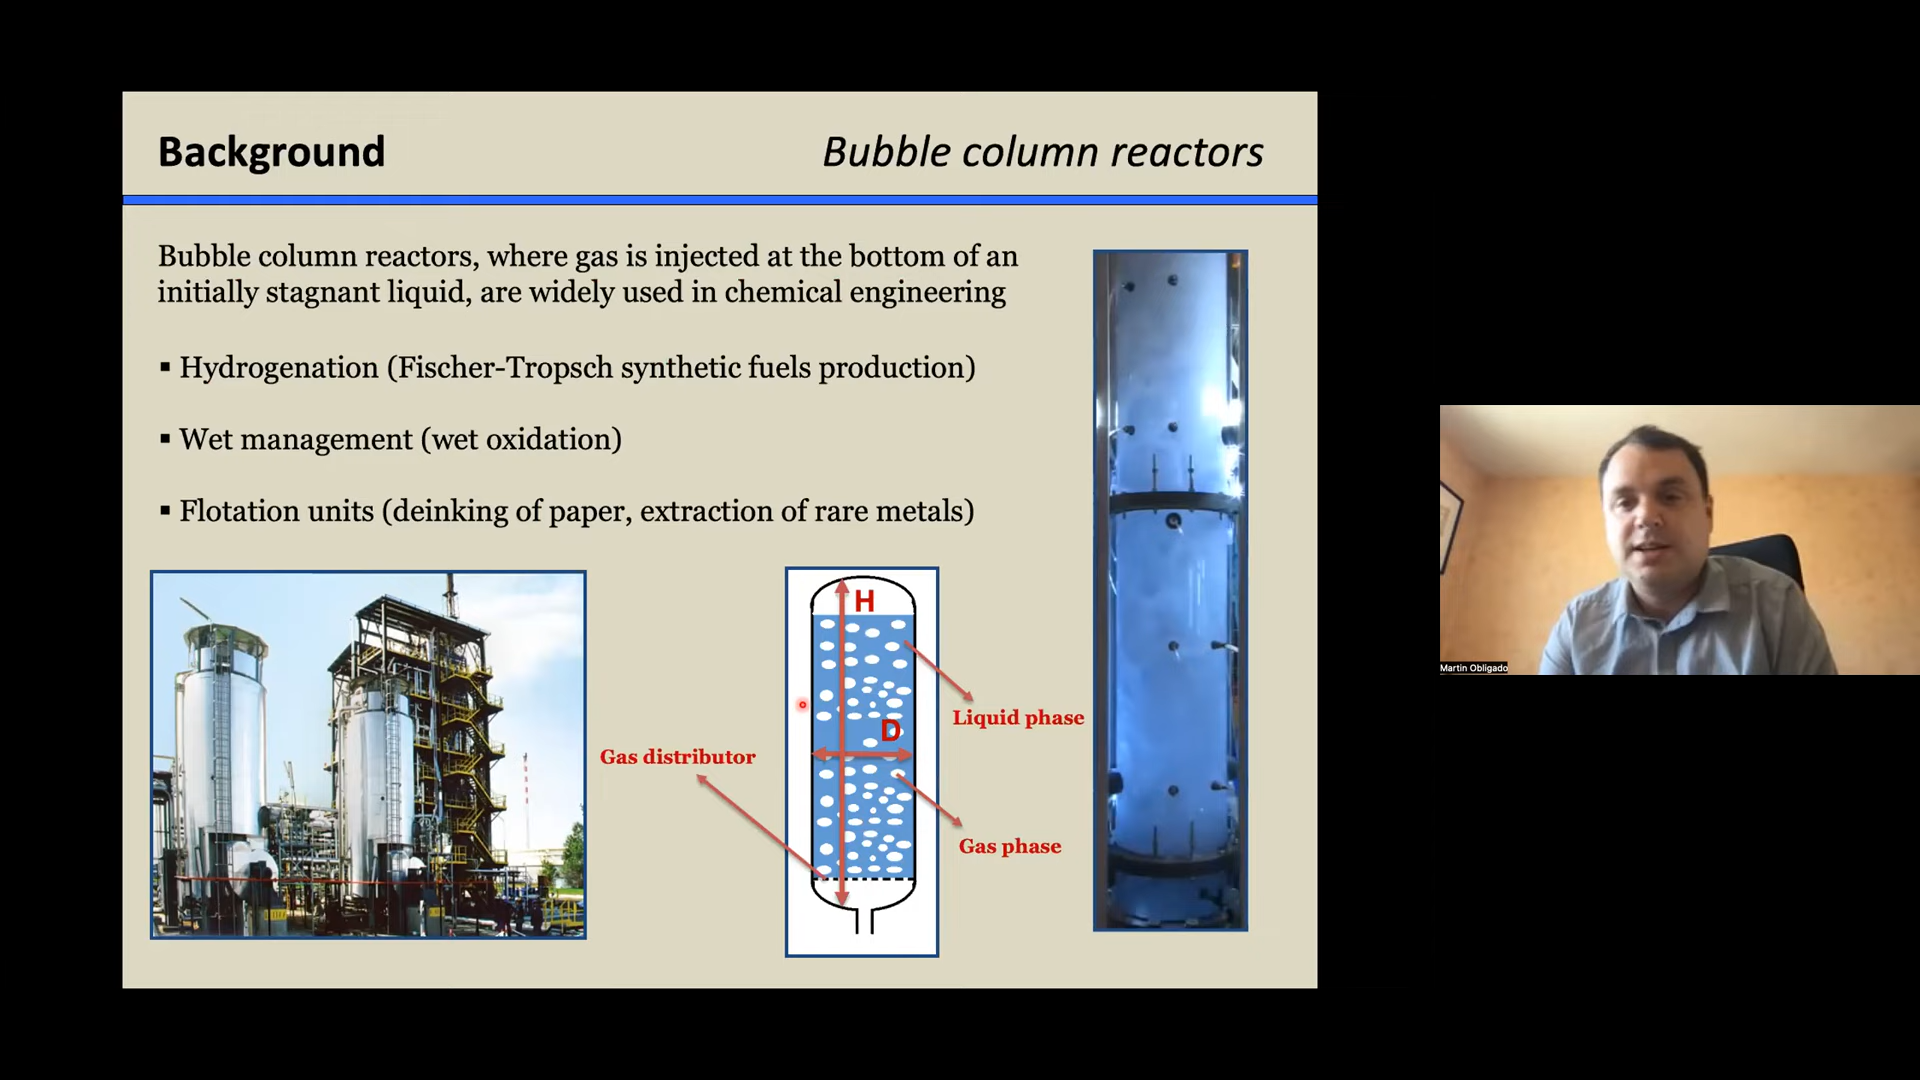 Background
Bubble column reactors
Bubble column reactors, where gas is injected at the bottom of an
initially stagnant liquid, are widely used in chemical engineering
▪ Hydrogenation (Fischer-Tropsch synthetic fuels production)
▪ Wet management (wet oxidation)
▪ Flotation units (deinking of paper, extraction of rare metals)
H
Liquid phase
D
Gas distributor
Gas phase
Martin Obligado